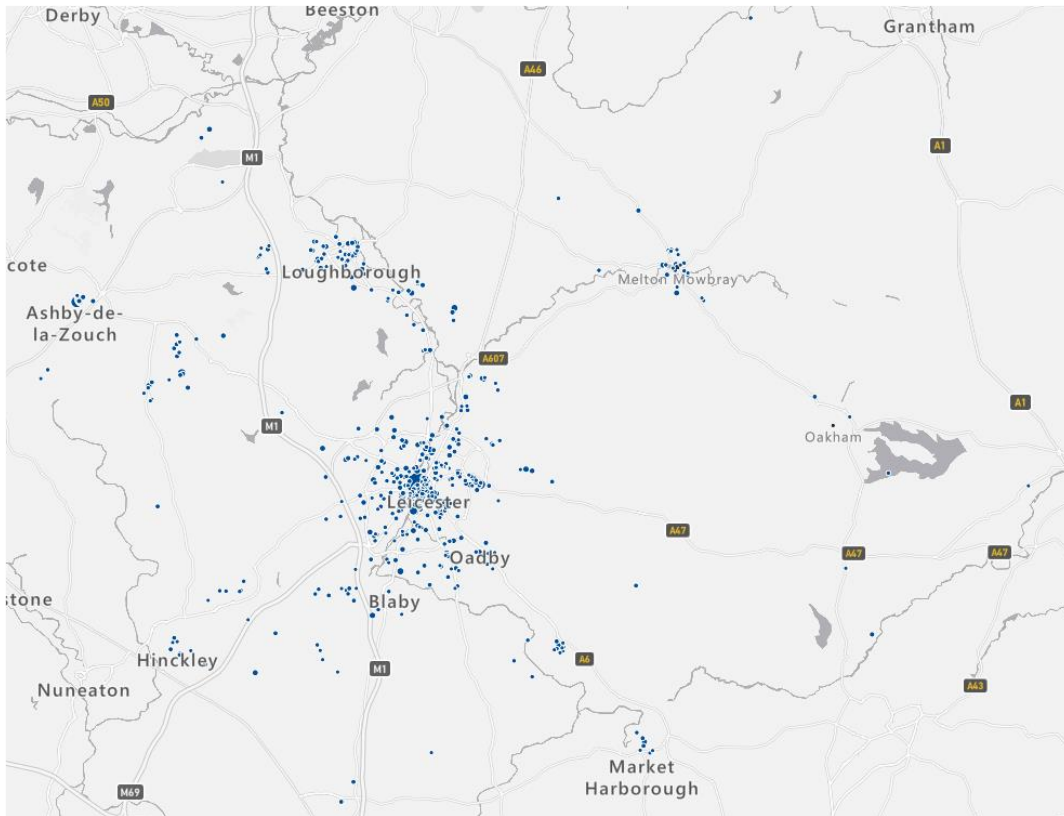 Derby
Beeston
Grantham
A46
A50
A1
M1
cote
Loughborough
Melton Mowbray
Ashby-de-
la-Zouch
A607
A1
M1
Oakham
Leicester
A47
A47
A47
Oadby
stone
Blaby
Hinckley
A6
M1
Nuneaton
A43
Market
Harborough
M69